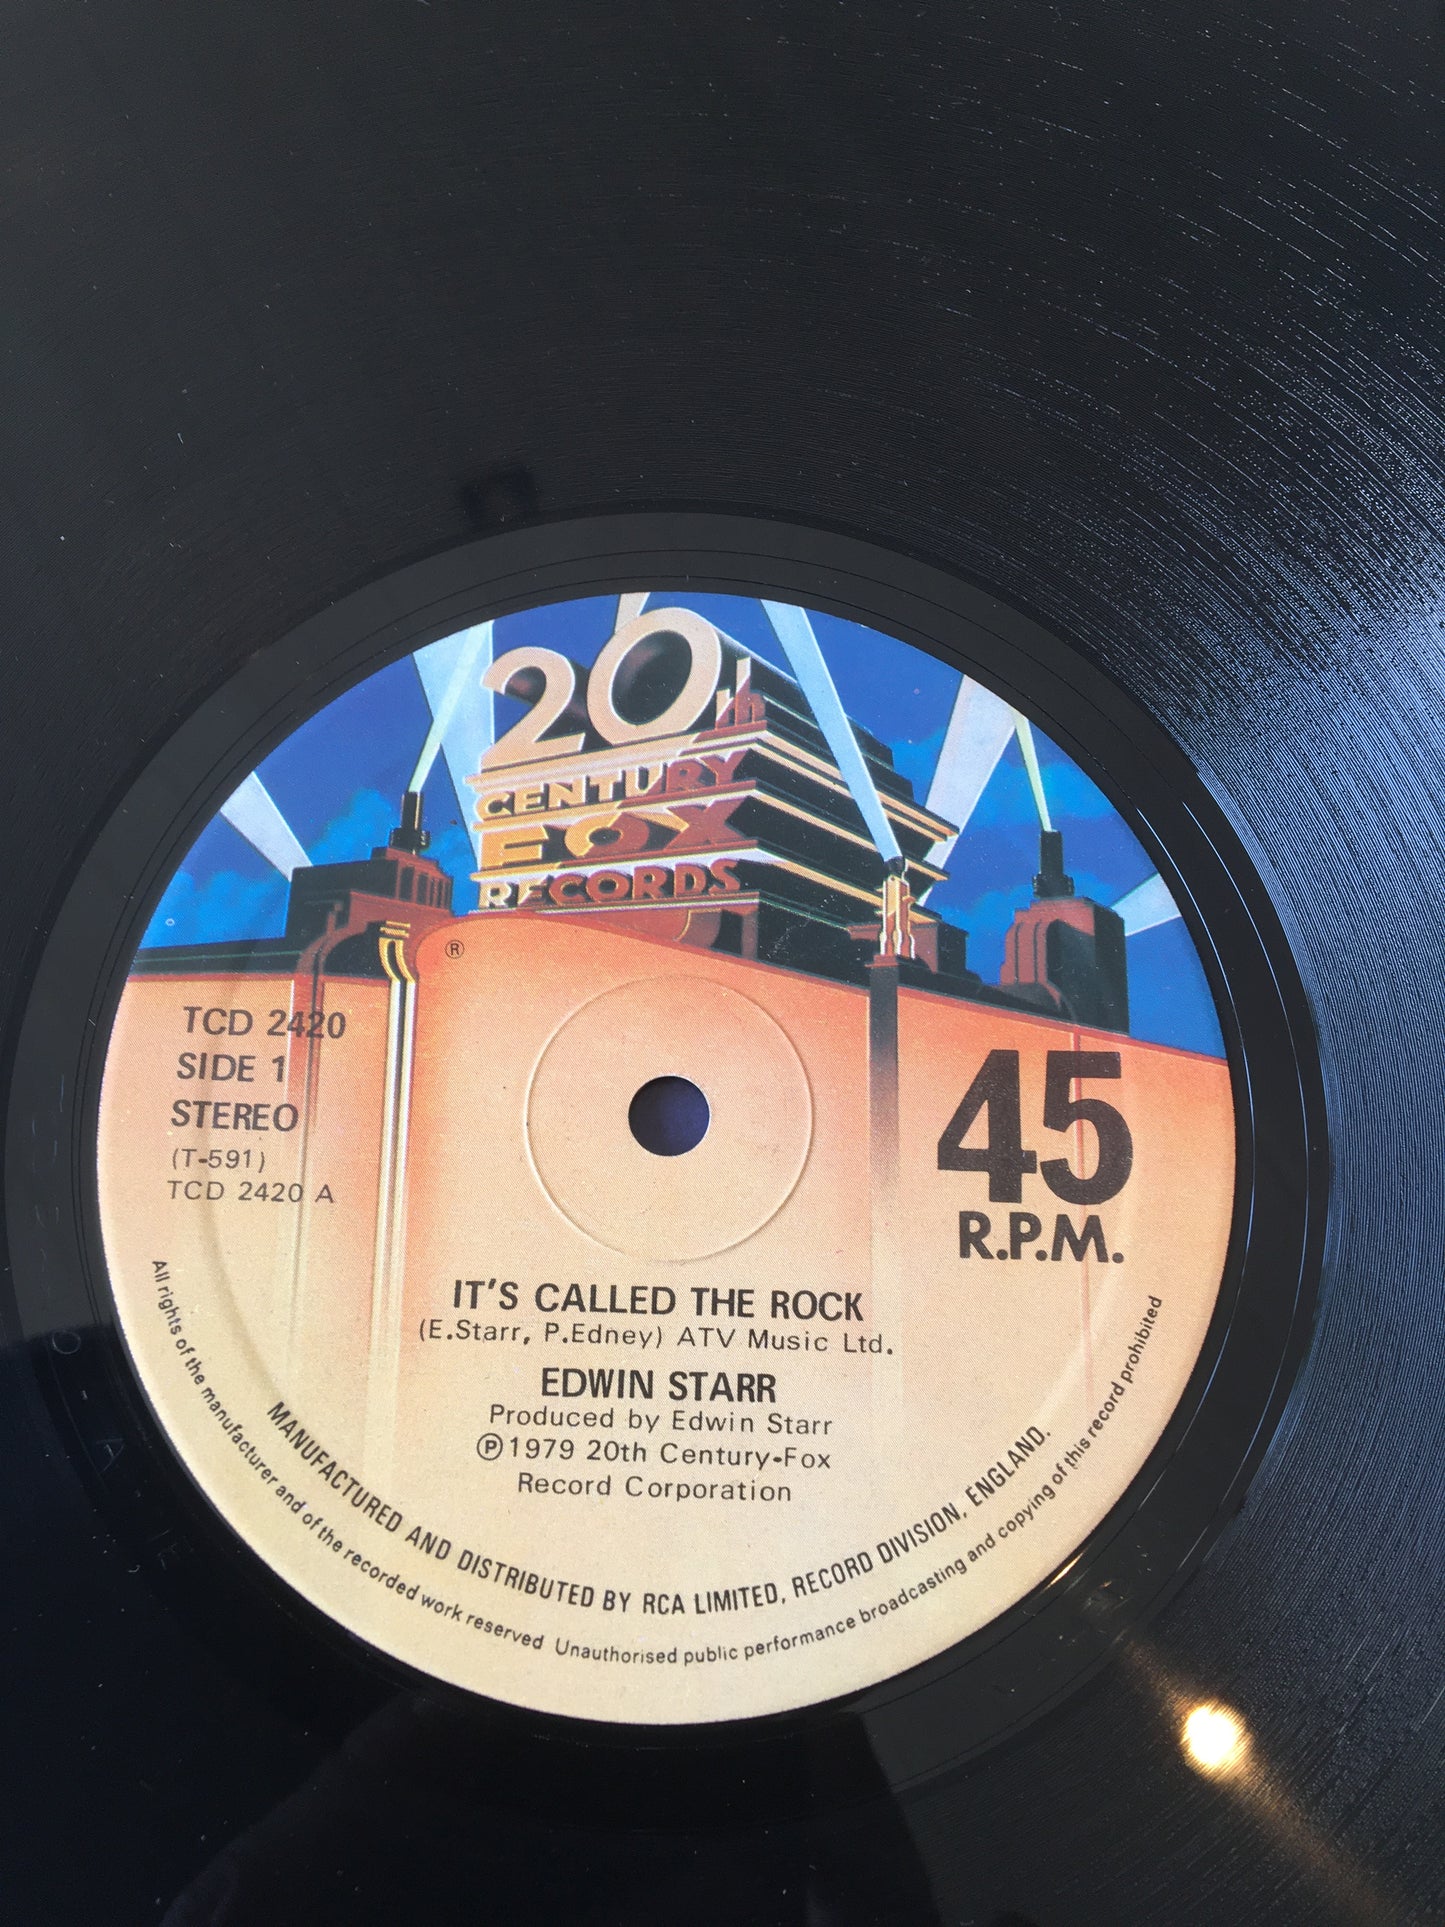 20th
CENTURY
FOX
RECORDS
®
TCD 2420
SIDE 1
STEREO
(T-591)
TCD 2420 A
45
R.P.M.
IT'S CALLED THE ROCK
(E.Starr, P.Edney) ATV Music Ltd.
EDWIN STARR
Produced by Edwin Starr
℗1979 20th Century-Fox
Record Corporation
MANUFACTURED AND DISTRIBUTED BY RCA LIMITED, RECORD DIVISION, ENGLAND.
All rights of the manufacturer and of the recorded work reserved Unauthorised public performance broadcasting and copying of this record prohibited